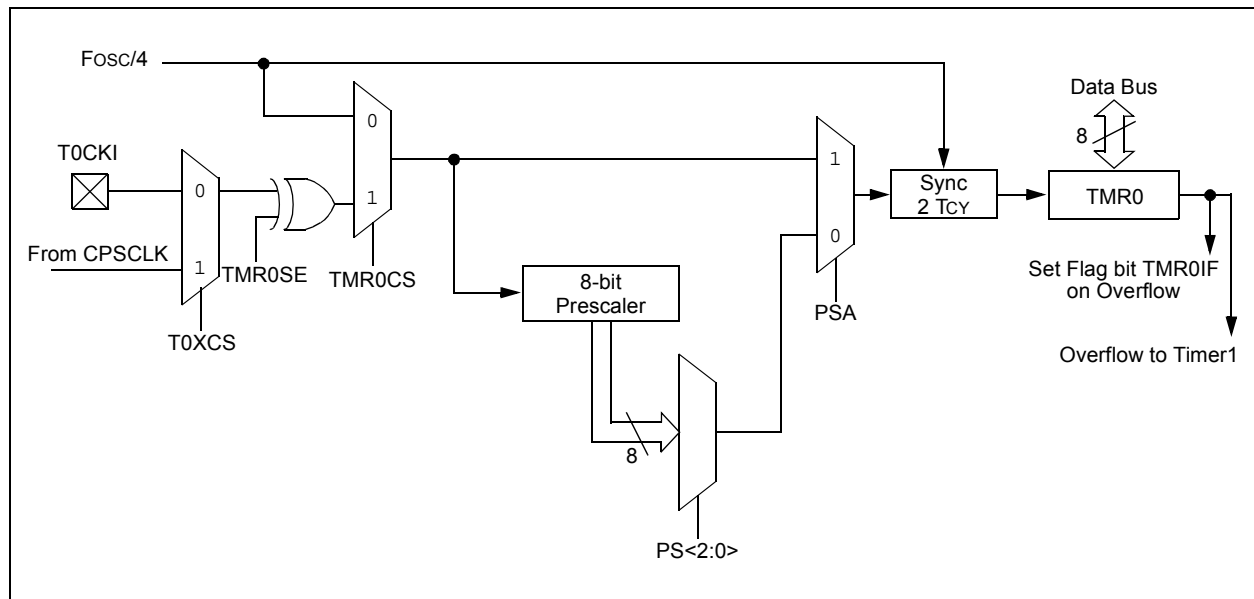 FOSC/4
Data Bus
8
T0CKI
0
1
0
1
0
1
From CPSCLK
TMR0SE
TMR0CS
T0XCS
8-bit
Prescaler
8
PS<2:0>
1
0
PSA
Sync
2 TCY
TMR0
Set Flag bit TMR0IF
on Overflow
Overflow to Timer1